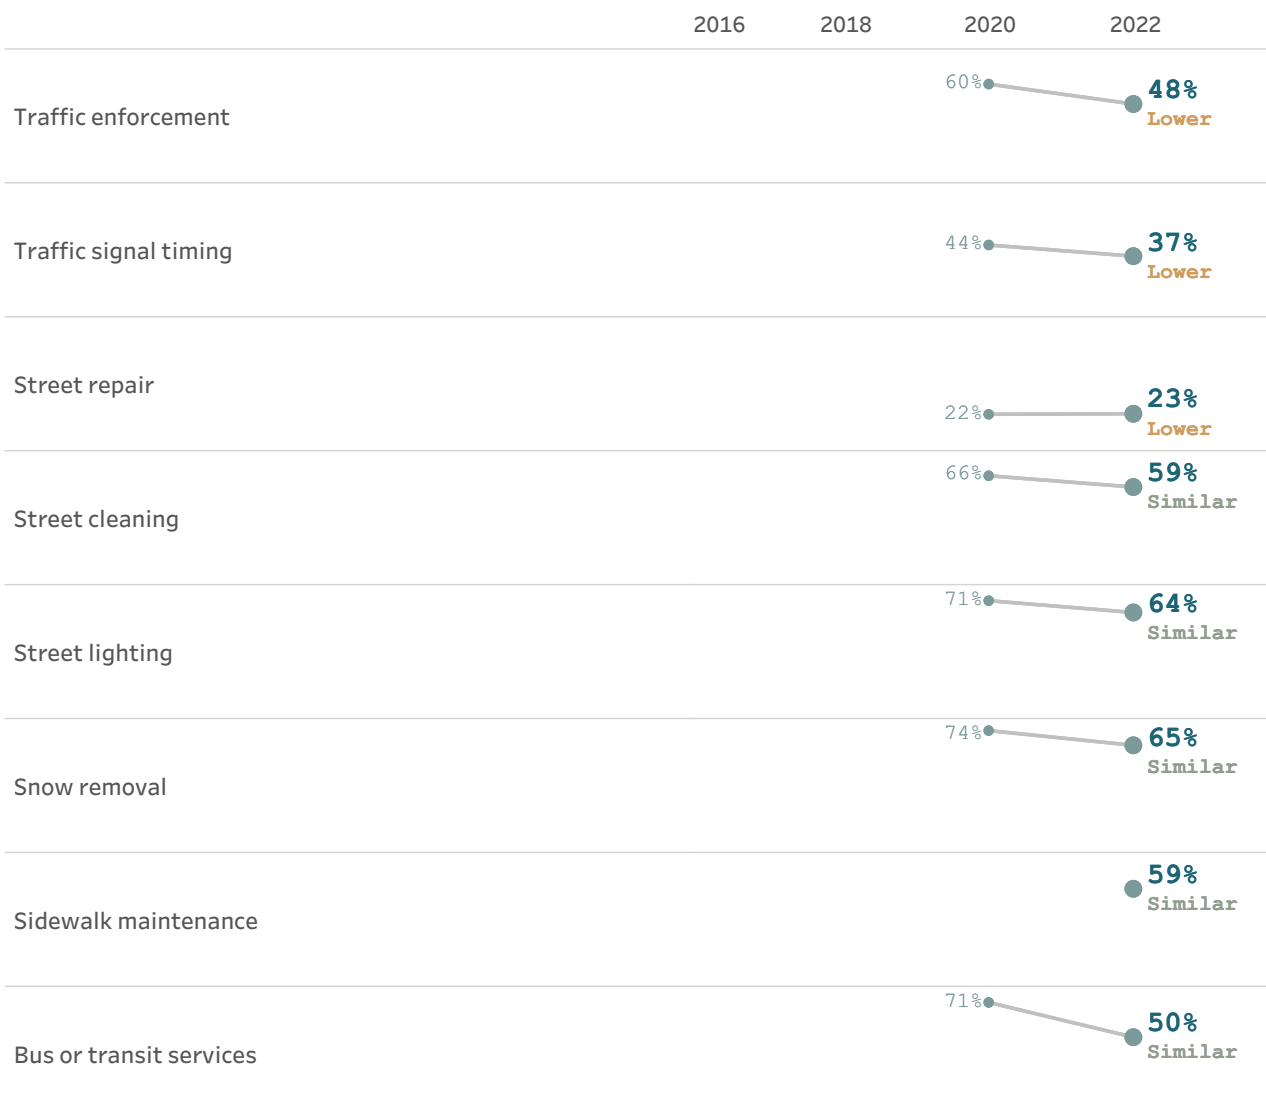 2016 2018 2020 2022
60% 48%
Traffic enforcement Lower
44% 37%
Traffic signal timing Lower
Street repair
22% 23%
Lower
66% 59%
Similar
Street cleaning
71% 64%
Similar
Street lighting
74% 65%
Similar
Snow removal
59%
Similar
Sidewalk maintenance
71% 50%
Similar
Bus or transit services